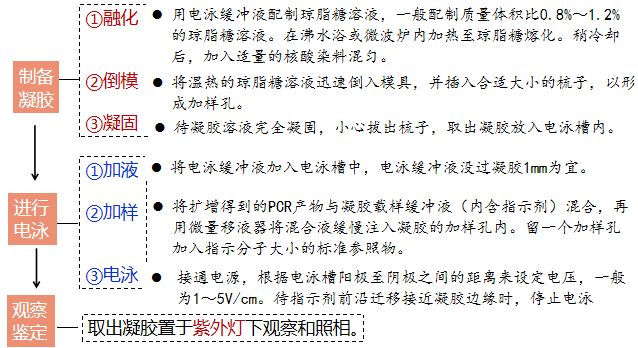 制备
凝胶
①融化
● 用电泳缓冲液配制琼脂糖溶液，一般配制质量体积比0.8%～1.2%
的琼脂糖溶液。在沸水浴或微波炉内加热至琼脂糖熔化。稍冷却
后，加入适量的核酸染料混匀。
②倒模
● 将温热的琼脂糖溶液迅速倒入模具，并插入合适大小的梳子，以形
成加样孔。
③凝固
● 待凝胶溶液完全凝固，小心拔出梳子，取出凝胶放入电泳槽内。
进行
电泳
①加液
● 将电泳缓冲液加入电泳槽中，电泳缓冲液没过凝胶1mm为宜。
②加样
● 将扩增得到的PCR产物与凝胶载样缓冲液（内含指示剂）混合，再
用微量移液器将混合液缓慢注入凝胶的加样孔内。留一个加样孔
加入指示分子大小的标准参照物。
③电泳
● 接通电源，根据电泳槽阳极至阴极之间的距离来设定电压，一般
为1～5V/cm。待指示剂前沿迁移接近凝胶边缘时，停止电泳
观察
鉴定
取出凝胶置于紫外灯下观察和照相。